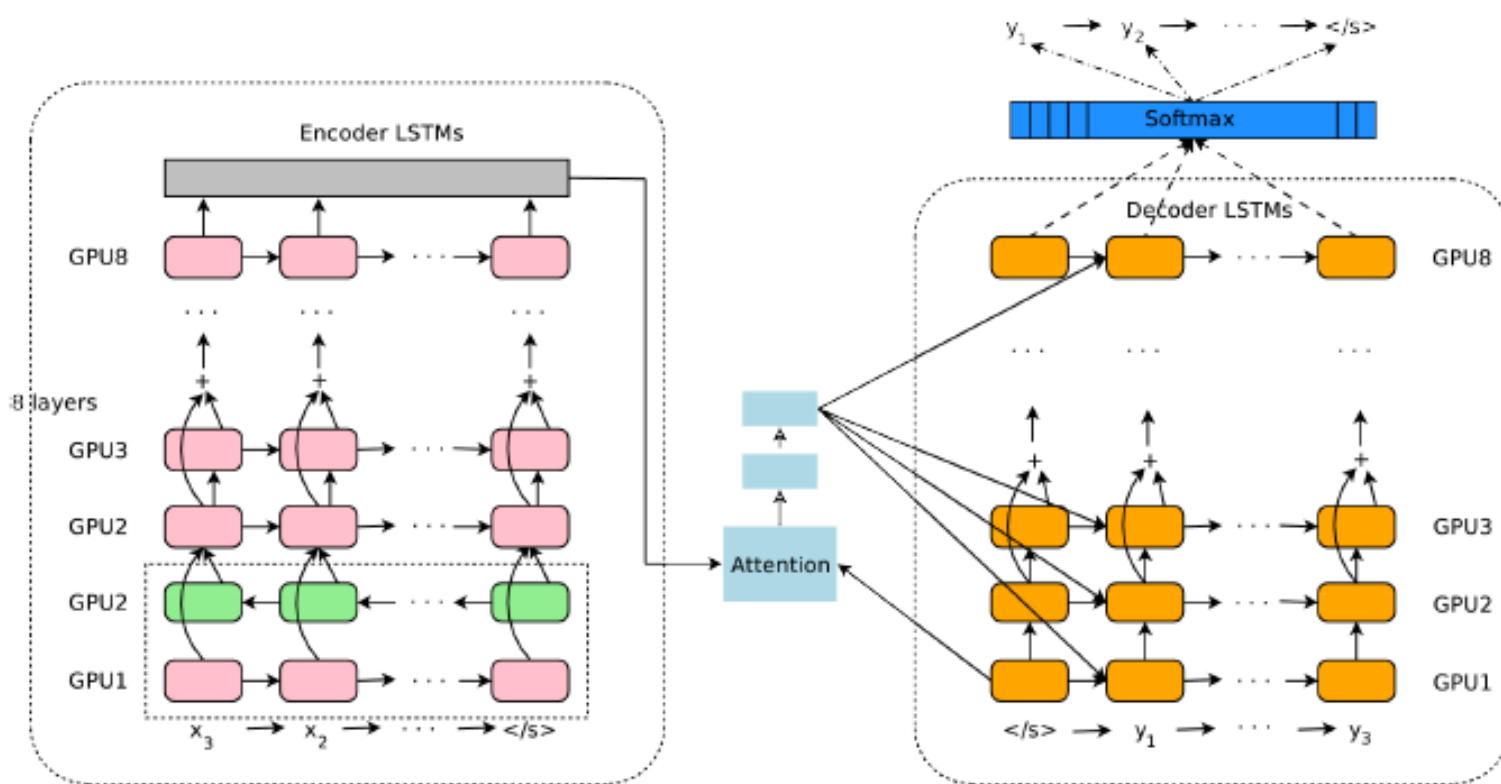 y1 y2 · · · </s>
Softmax
Encoder LSTMs
Decoder LSTMs
GPU8
GPU8
· · · · · · · · ·
+ + +
8 layers
GPU3
+ + +
GPU2
GPU3
Attention
GPU2
GPU2
GPU1
GPU1
x3 x2 · · · </s>
</s> y1 · · · y3